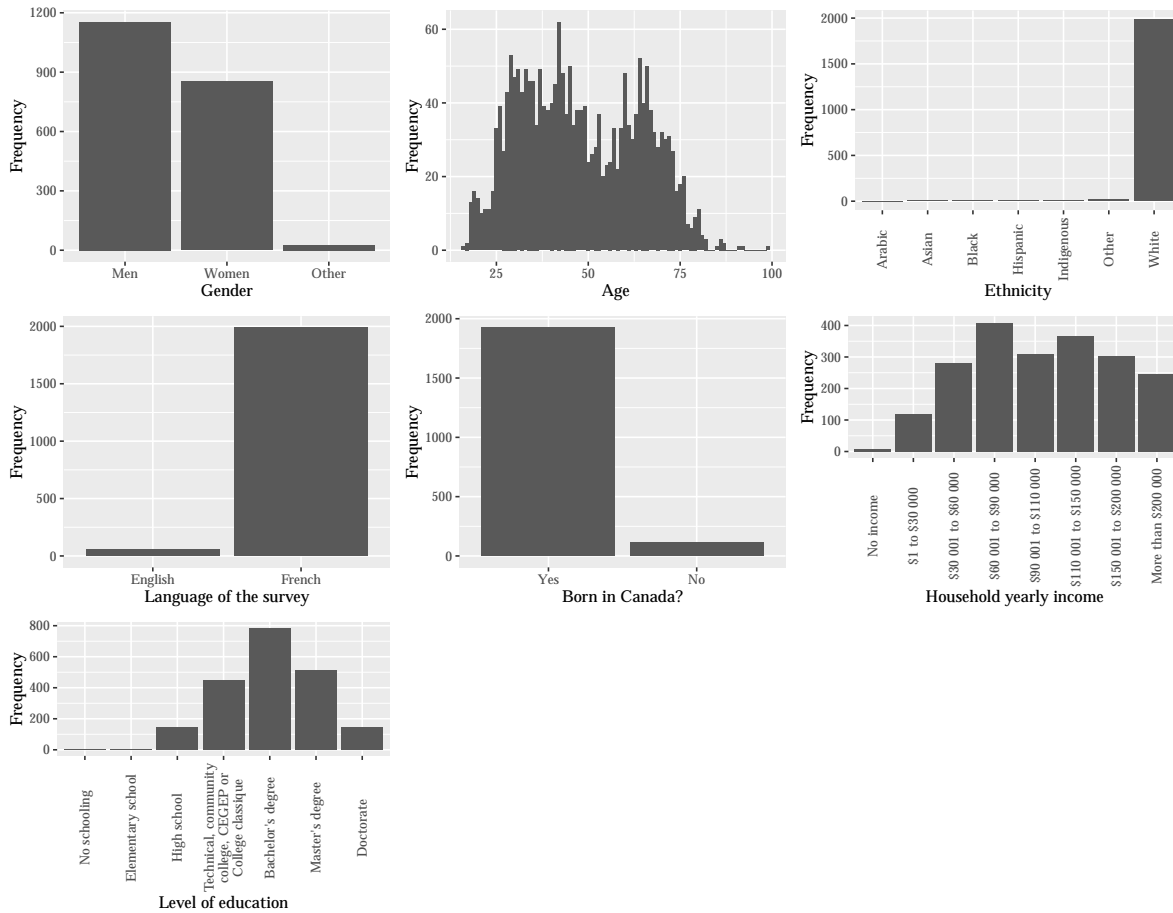 1200
900
600
300
0
Frequency
Men
Women
Other
Gender
60
40
20
0
Frequency
25
50
75
100
Age
2000
1500
1000
500
0
Frequency
Arabic
Asian
Black
Hispanic
Indigenous
Other
White
Ethnicity
2000
1500
1000
500
0
Frequency
English
French
Language of the survey
2000
1500
1000
500
0
Frequency
Yes
No
Born in Canada?
400
300
200
100
0
Frequency
No income
$1 to $30 000
$30 001 to $60 000
$60 001 to $90 000
$90 001 to $110 000
$110 001 to $150 000
$150 001 to $200 000
More than $200 000
Household yearly income
800
600
400
200
0
Frequency
No schooling
Elementary school
High school
Technical, community
college, CEGEP or
College classique
Bachelor's degree
Master's degree
Doctorate
Level of education